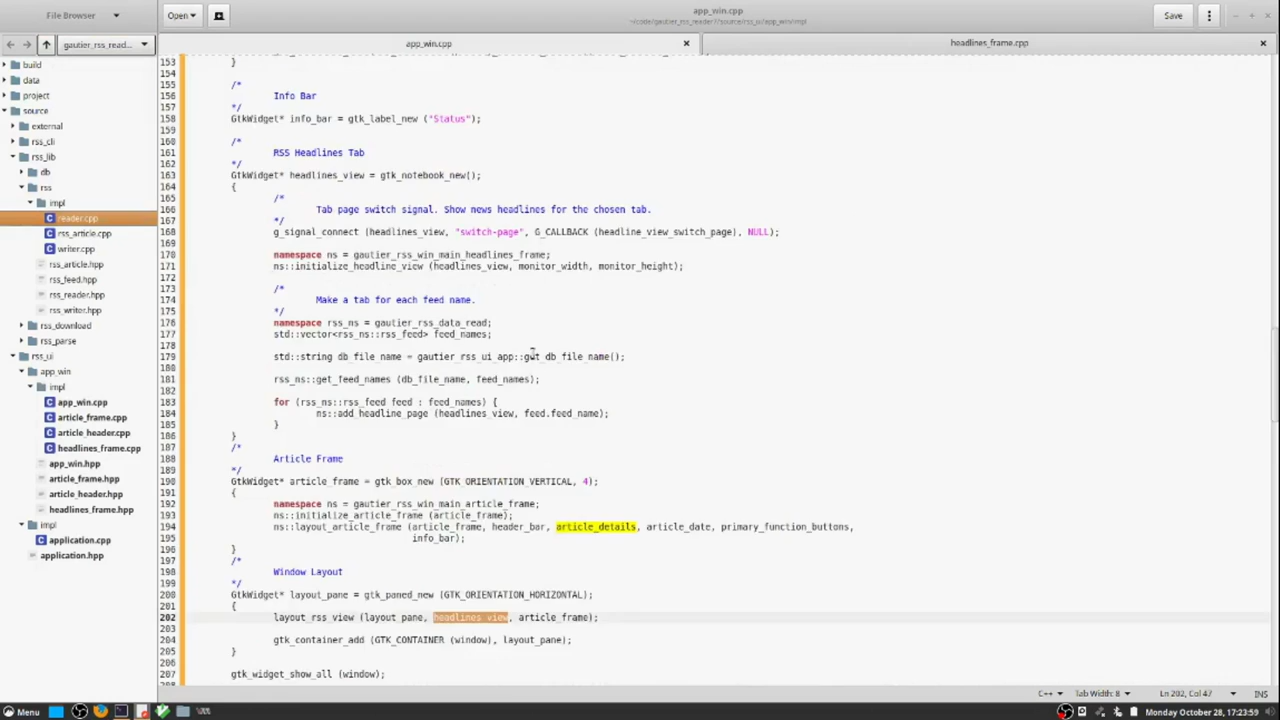 File Browser
Open
app_win.cpp
Save
gautier_rss_read...
app_win.cpp
headlines_frame.cpp
build
data
project
source
external
rss_cli
rss_lib
db
rss
impl
reader.cpp
rss_article.cpp
writer.cpp
rss_article.hpp
rss_feed.hpp
rss_reader.hpp
rss_writer.hpp
rss_download
rss_parse
rss_ui
app_win
impl
app_win.cpp
article_frame.cpp
article_header.cpp
headlines_frame.cpp
app_win.hpp
article_frame.hpp
article_header.hpp
headlines_frame.hpp
impl
application.cpp
application.hpp
153 }
154
155 /*
156 Info Bar
157 */
158 GtkWidget* info_bar = gtk_label_new ("Status");
159
160 /*
161 RSS Headlines Tab
162 */
163 GtkWidget* headlines_view = gtk_notebook_new();
164 {
165 /*
166 Tab page switch signal. Show news headlines for the chosen tab.
167 */
168 g_signal_connect (headlines_view, "switch-page", G_CALLBACK (headline_view_switch_page), NULL);
169
170 namespace ns = gautier_rss_win_main_headlines_frame;
171 ns::initialize_headline_view (headlines_view, monitor_width, monitor_height);
172
173 /*
174 Make a tab for each feed name.
175 */
176 namespace rss_ns = gautier_rss_data_read;
177 std::vector<rss_ns::rss_feed> feed_names;
178
179 std::string db_file_name = gautier_rss_ui_app::get_db_file_name();
180
181 rss_ns::get_feed_names (db_file_name, feed_names);
182
183 for (rss_ns::rss_feed feed : feed_names) {
184 ns::add_headline_page (headlines_view, feed.feed_name);
185 }
186 }
187 /*
188 Article Frame
189 */
190 GtkWidget* article_frame = gtk_box_new (GTK_ORIENTATION_VERTICAL, 4);
191 {
192 namespace ns = gautier_rss_win_main_article_frame;
193 ns::initialize_article_frame (article_frame);
194 ns::layout_article_frame (article_frame, header_bar, article_details, article_date, primary_function_buttons,
195 info_bar);
196 }
197 /*
198 Window Layout
199 */
200 GtkWidget* layout_pane = gtk_paned_new (GTK_ORIENTATION_HORIZONTAL);
201 {
202 layout_rss_view (layout_pane, headlines_view, article_frame);
203
204 gtk_container_add (GTK_CONTAINER (window), layout_pane);
205 }
206
207 gtk_widget_show_all (window);
C++ Tab Width: 8 Ln 202, Col 47 INS
Menu
Monday October 28, 17:23:59